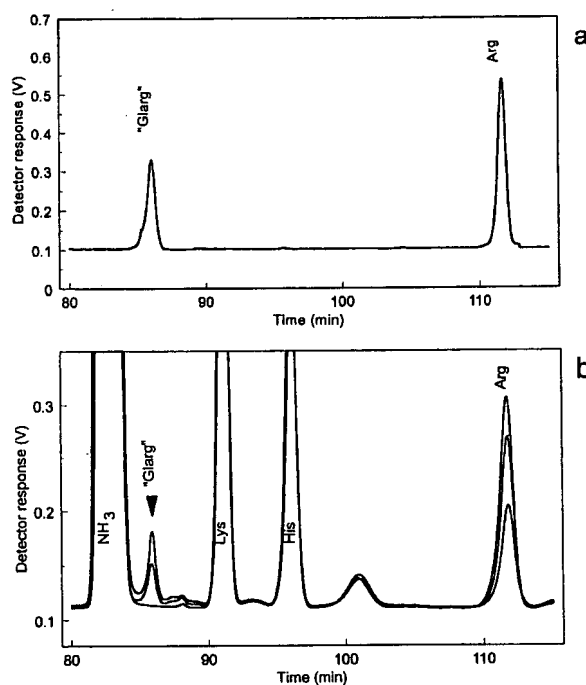 a
Detector response (V)
0.7
0.5
0.4
0.3
0.2
0.1
0
"Glarg"
Arg
80
90
100
110
Time (min)
b
Detector response (V)
0.3
0.2
0.1
NH3
"Glarg"
Lys
His
Arg
80
90
100
110
Time (min)